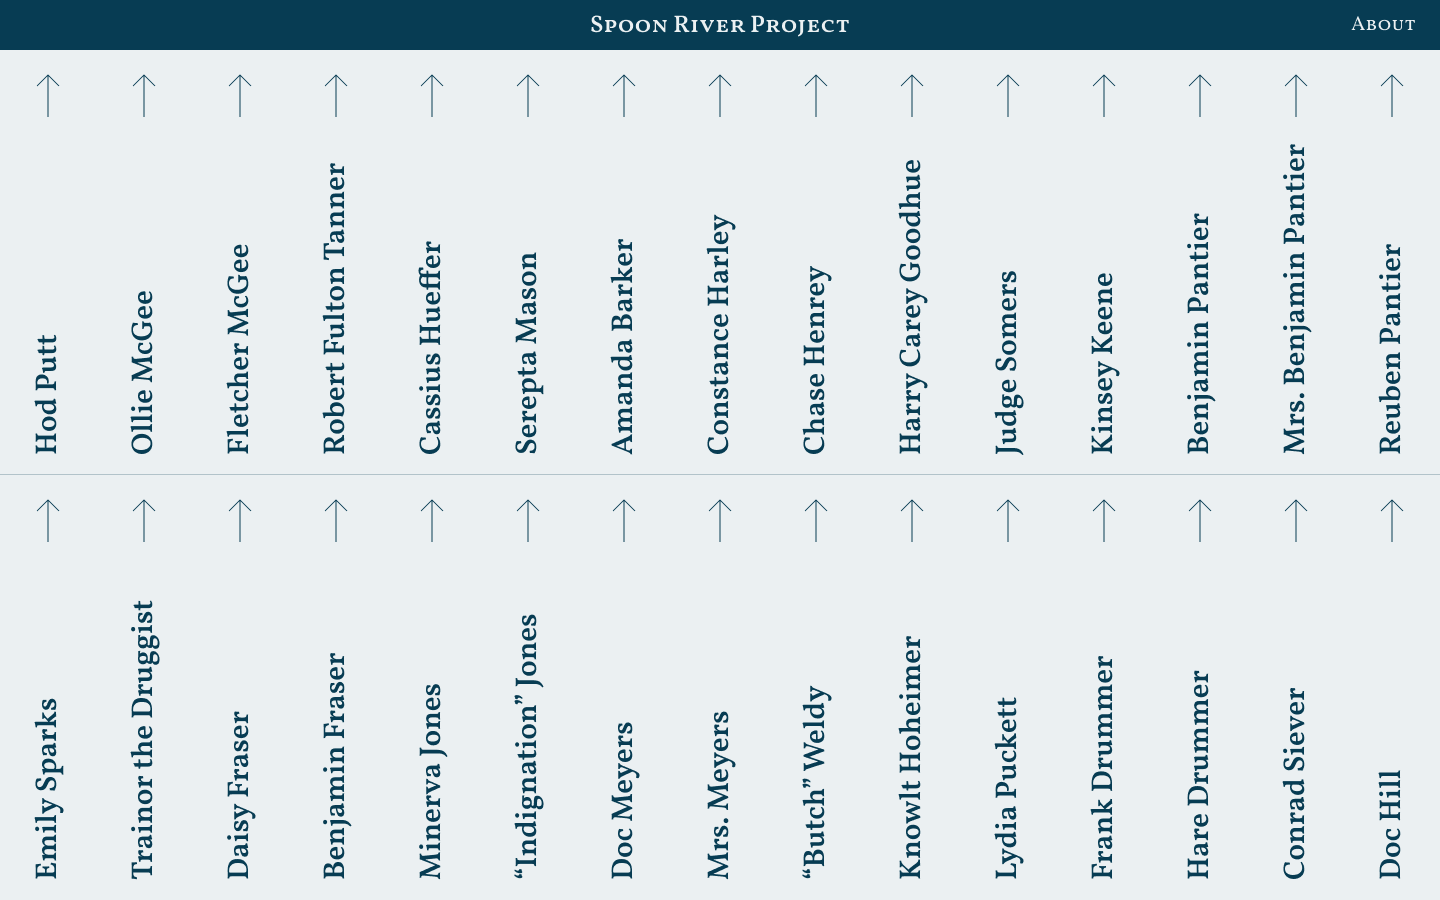 Spoon River Project
About
Hod Putt
Ollie McGee
Fletcher McGee
Robert Fulton Tanner
Cassius Hueffer
Serepta Mason
Amanda Barker
Constance Harley
Chase Henrey
Harry Carey Goodhue
Judge Somers
Kinsey Keene
Benjamin Pantier
Mrs. Benjamin Pantier
Reuben Pantier
Emily Sparks
Trainor the Druggist
Daisy Fraser
Benjamin Fraser
Minerva Jones
“Indignation” Jones
Doc Meyers
Mrs. Meyers
“Butch” Weldy
Knowlt Hoheimer
Lydia Puckett
Frank Drummer
Hare Drummer
Conrad Siever
Doc Hill